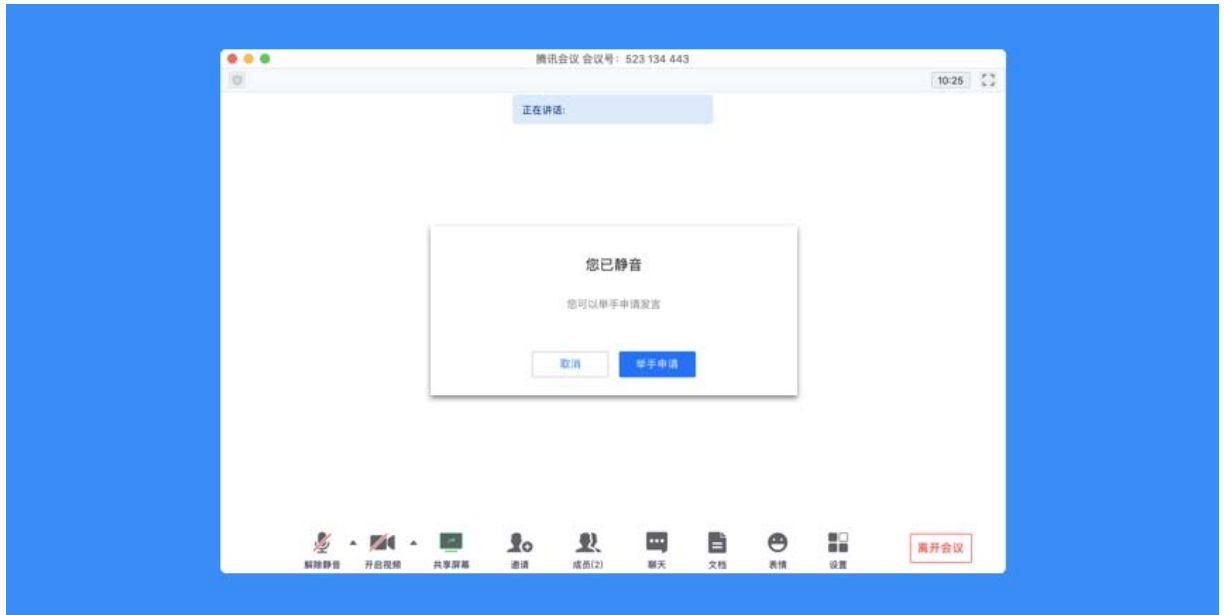 腾讯会议 会议号：523 134 443
10:25
正在讲话:
您已静音
您可以举手申请发言
取消
举手申请
解除静音
开启视频
共享屏幕
邀请
成员(2)
聊天
文档
表情
设置
离开会议